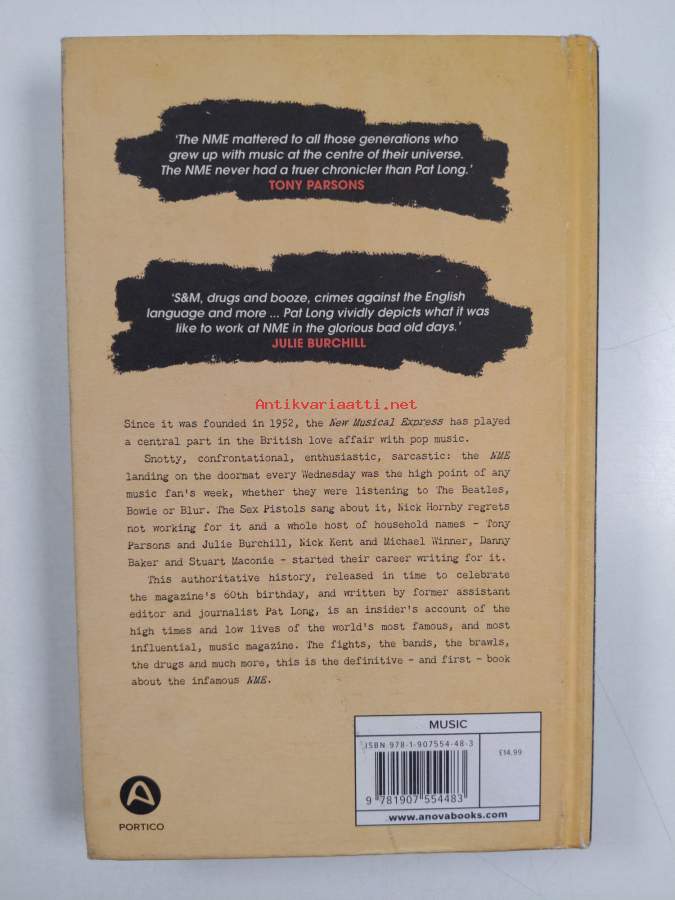 'The NME mattered to all those generations who
grew up with music at the centre of their universe.
The NME never had a truer chronicler than Pat Long.'
TONY PARSONS
'S&M, drugs and booze, crimes against the English
language and more ... Pat Long vividly depicts what it was
like to work at NME in the glorious bad old days.'
JULIE BURCHILL
Antikvariaatti.net
Since it was founded in 1952, the New Musical Express has played
a central part in the British love affair with pop music.
Snotty, confrontational, enthusiastic, sarcastic: the NME
landing on the doormat every Wednesday was the high point of any
music fan's week, whether they were listening to The Beatles,
Bowie or Blur. The Sex Pistols sang about it, Nick Hornby regrets
not working for it and a whole host of household names - Tony
Parsons and Julie Burchill, Nick Kent and Michael Winner, Danny
Baker and Stuart Maconie - started their career writing for it.
This authoritative history, released in time to celebrate
the magazine's 60th birthday, and written by former assistant
editor and journalist Pat Long, is an insider's account of the
high times and low lives of the world's most famous, and most
influential, music magazine. The fights, the bands, the brawls,
the drugs and much more, this is the definitive - and first - book
about the infamous NME.
MUSIC
ISBN 978-1-907554-48-3
£14.99
9 781907 554483
www.anovabooks.com
PORTICO